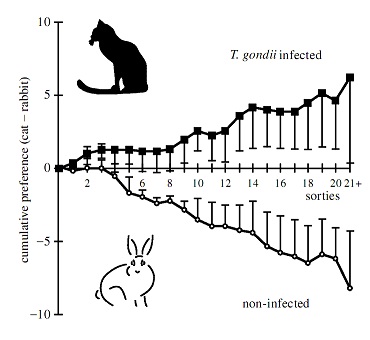 10
T. gondii infected
5
0
2 4 6 8 10 12 14 16 18 20 21+
sorties
−5
non-infected
−10
cumulative preference (cat − rabbit)